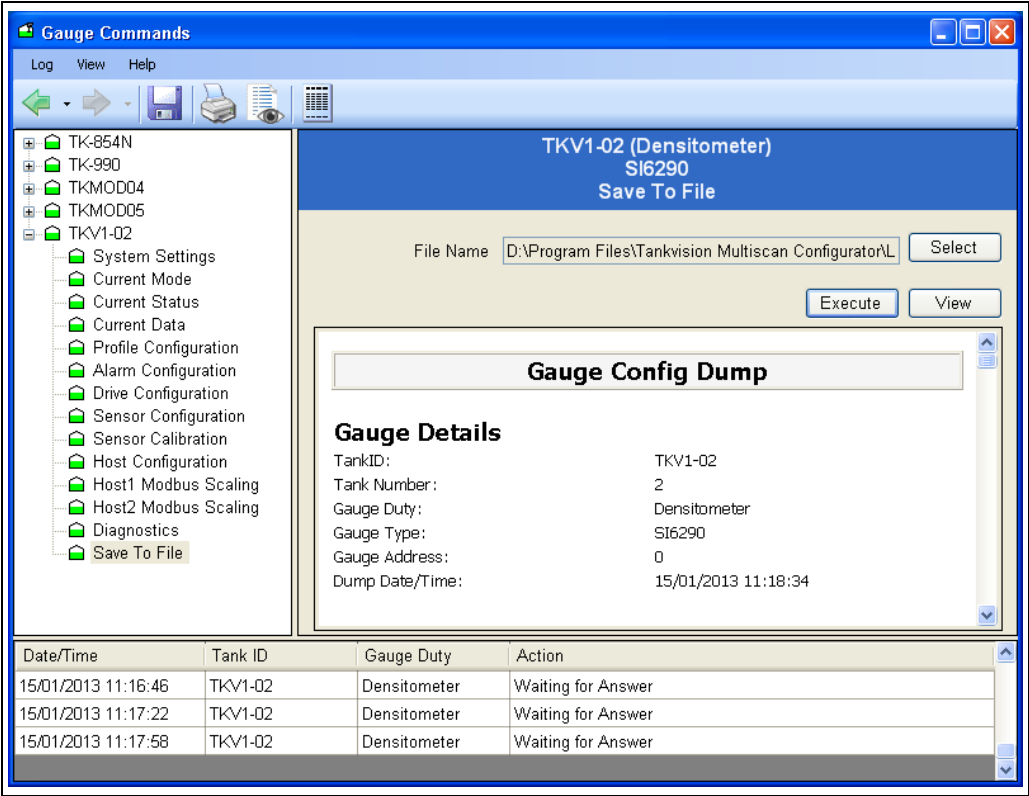 Gauge Commands
Log View Help
TK-854N
TK-990
TKMOD04
TKMOD05
TKV1-02
System Settings
Current Mode
Current Status
Current Data
Profile Configuration
Alarm Configuration
Drive Configuration
Sensor Configuration
Sensor Calibration
Host Configuration
Host1 Modbus Scaling
Host2 Modbus Scaling
Diagnostics
Save To File
TKV1-02 (Densitometer)
SI6290
Save To File
File Name D:\Program Files\Tankvision Multiscan Configurator\L Select
Execute View
Gauge Config Dump
Gauge Details
TankID: TKV1-02
Tank Number: 2
Gauge Duty: Densitometer
Gauge Type: SI6290
Gauge Address: 0
Dump Date/Time: 15/01/2013 11:18:34
Date/Time Tank ID Gauge Duty Action
15/01/2013 11:16:46 TKV1-02 Densitometer Waiting for Answer
15/01/2013 11:17:22 TKV1-02 Densitometer Waiting for Answer
15/01/2013 11:17:58 TKV1-02 Densitometer Waiting for Answer